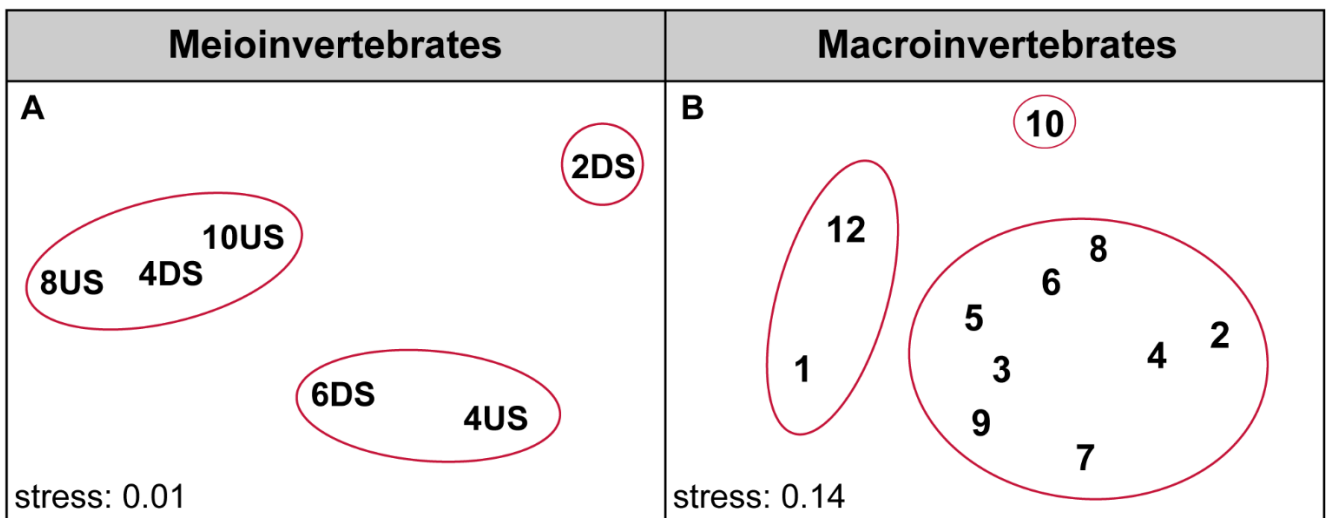 Meioinvertebrates
A
2DS
10US
8US
4DS
6DS
4US
stress: 0.01
Macroinvertebrates
B
10
12
8
6
5
2
4
3
1
9
7
stress: 0.14